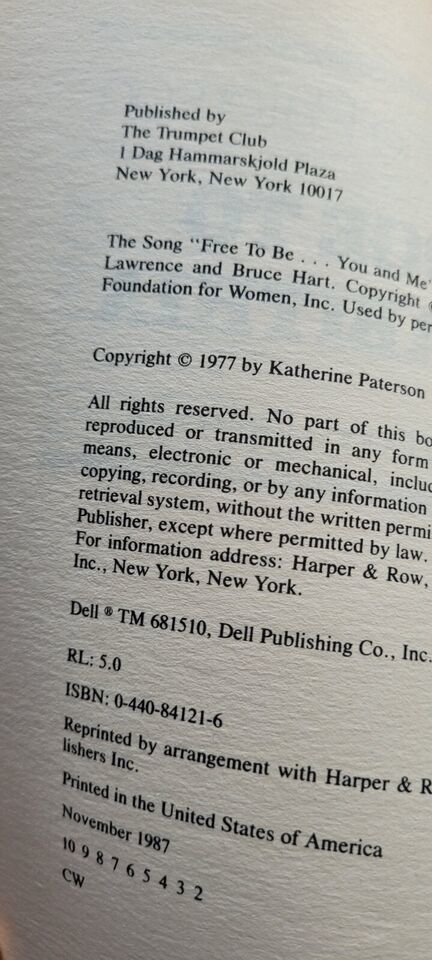 Published by
The Trumpet Club
1 Dag Hammarskjold Plaza
New York, New York 10017
The Song "Free To Be . . . You and Me"
Lawrence and Bruce Hart. Copyright ©
Foundation for Women, Inc. Used by per
Copyright © 1977 by Katherine Paterson
All rights reserved. No part of this bo
reproduced or transmitted in any form
means, electronic or mechanical, inclu
copying, recording, or by any information
retrieval system, without the written permi
Publisher, except where permitted by law.
For information address: Harper & Row,
Inc., New York, New York.
Dell ® TM 681510, Dell Publishing Co., Inc.
RL: 5.0
ISBN: 0-440-84121-6
Reprinted by arrangement with Harper & R
lishers Inc.
Printed in the United States of America
November 1987
10 9 8 7 6 5 4 3 2
CW